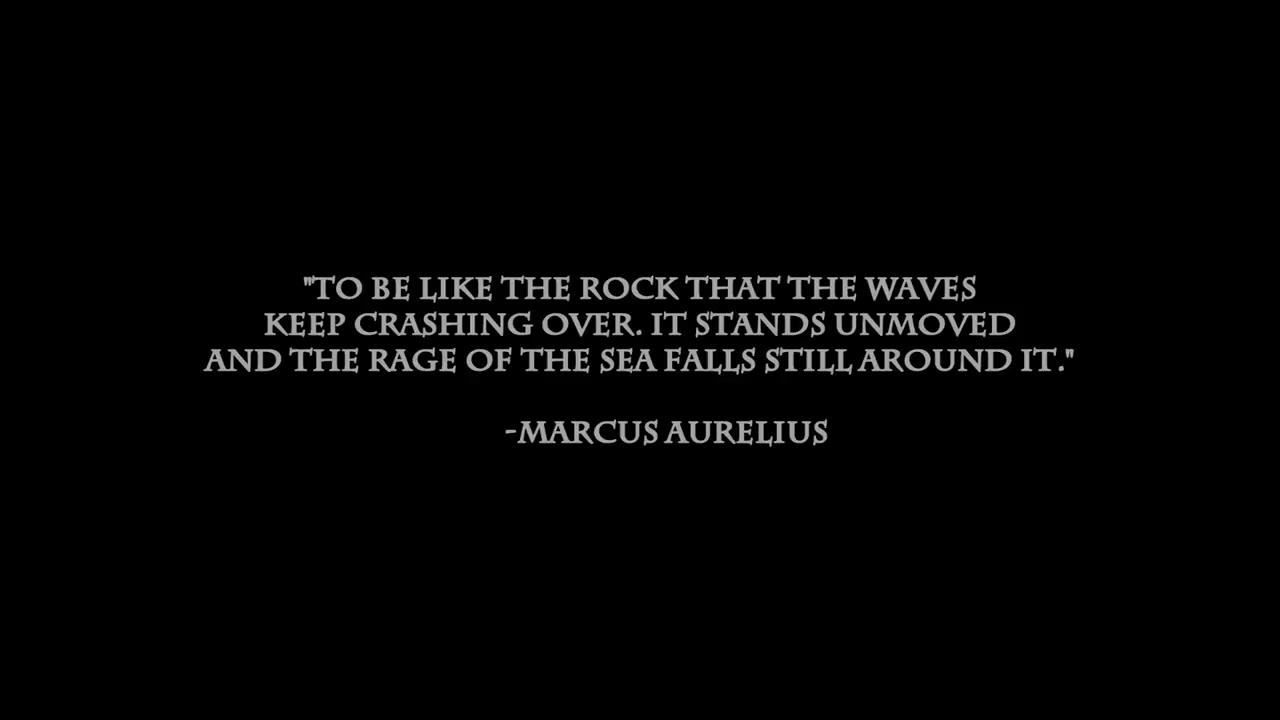 "TO BE LIKE THE ROCK THAT THE WAVES
KEEP CRASHING OVER. IT STANDS UNMOVED
AND THE RAGE OF THE SEA FALLS STILL AROUND IT."
-MARCUS AURELIUS